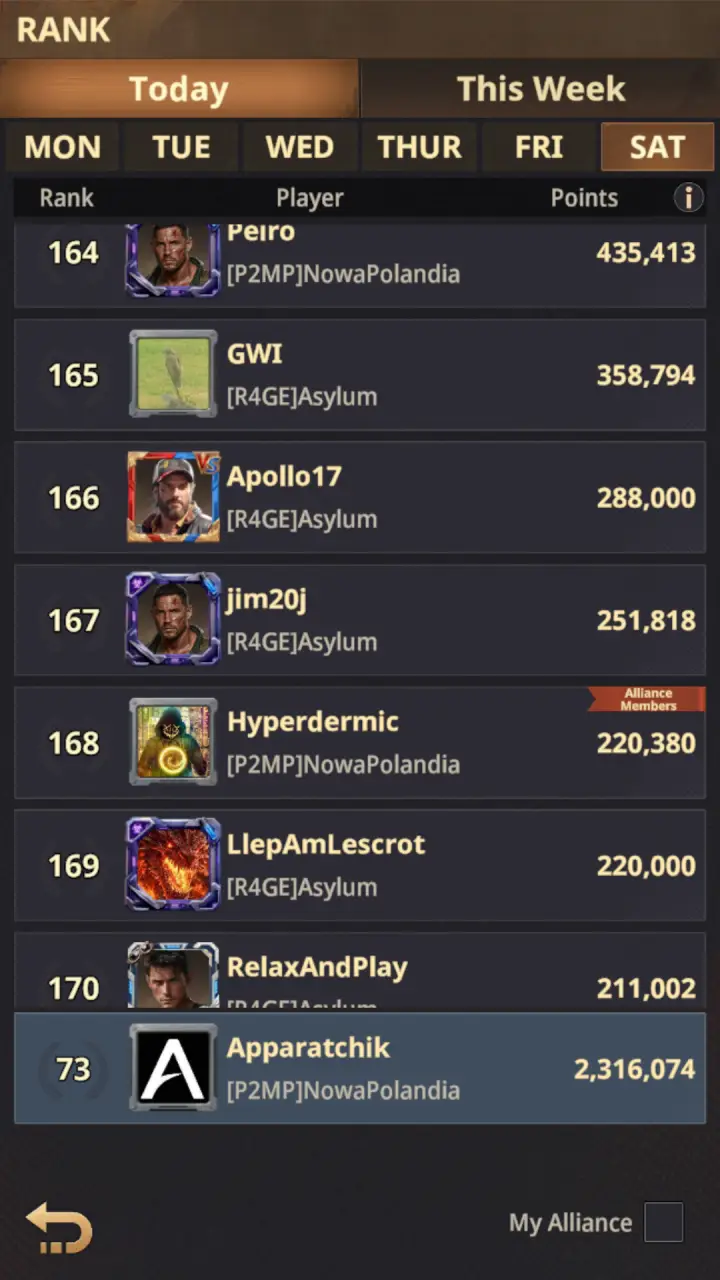 RANK
Today
This Week
MON
TUE
WED
THUR
FRI
SAT
Rank
Player
Points
164
Peiro
[P2MP]NowaPolandia
435,413
165
GWI
[R4GE]Asylum
358,794
166
Apollo17
[R4GE]Asylum
288,000
167
jim20j
[R4GE]Asylum
251,818
168
Hyperdermic
[P2MP]NowaPolandia
Alliance
Members
220,380
169
LlepAmLescrot
[R4GE]Asylum
220,000
170
RelaxAndPlay
[R4GE]Asylum
211,002
73
Apparatchik
[P2MP]NowaPolandia
2,316,074
My Alliance